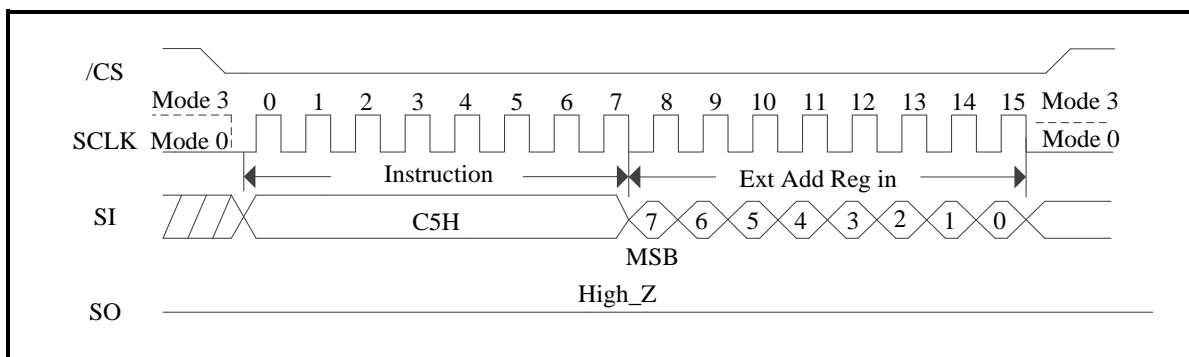 /CS
Mode 3 0 1 2 3 4 5 6 7 8 9 10 11 12 13 14 15 Mode 3
SCLK Mode 0 Mode 0
Instruction Ext Add Reg in
SI C5H 7 6 5 4 3 2 1 0
MSB
High_Z
SO